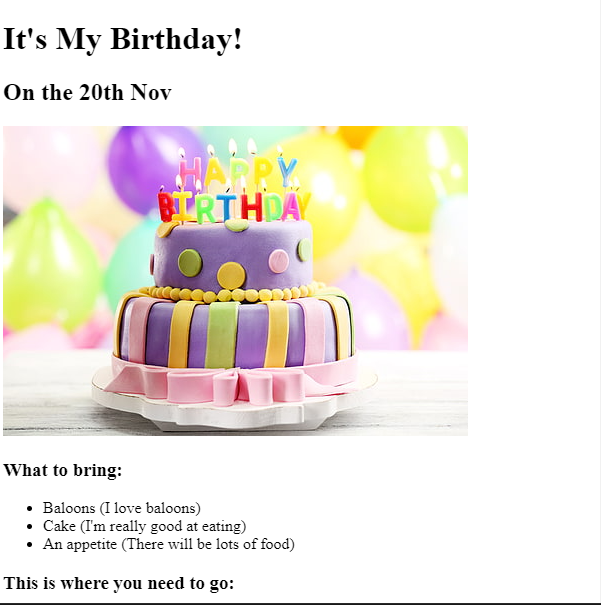 It's My Birthday!
On the 20th Nov
HAPPY
BIRTHDAY
What to bring:
Baloons (I love baloons)
Cake (I'm really good at eating)
An appetite (There will be lots of food)
This is where you need to go: